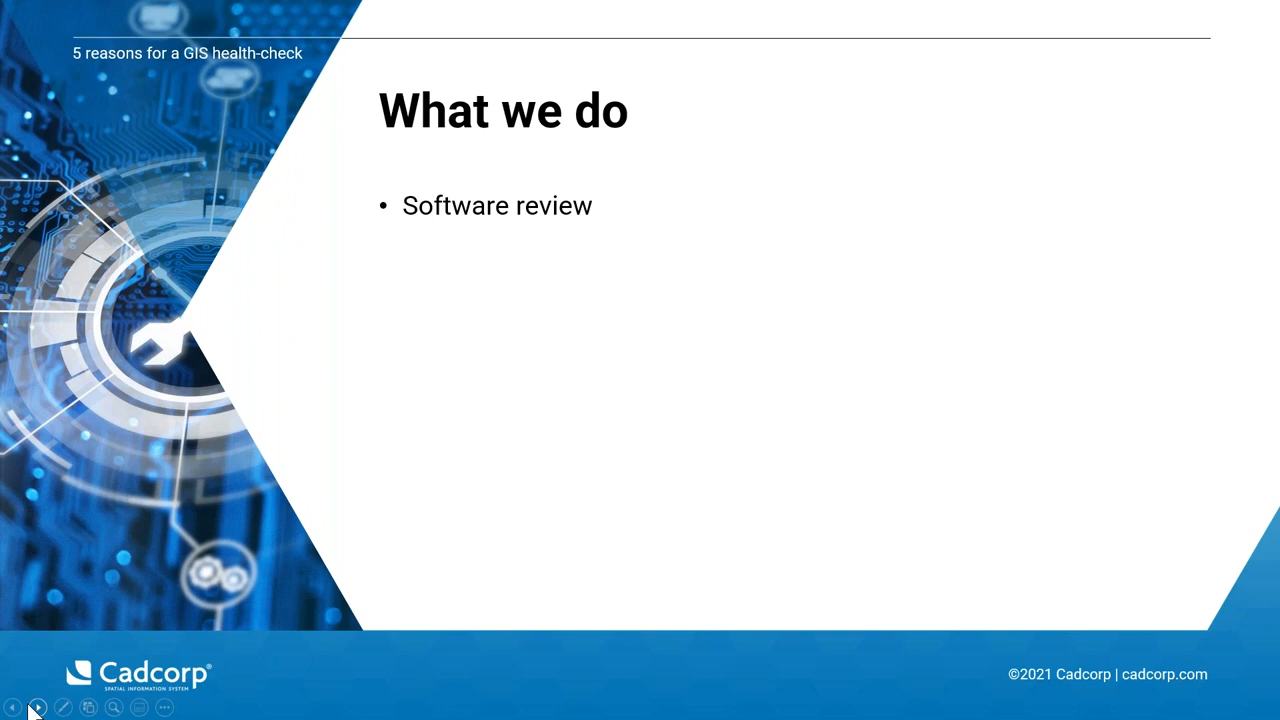 5 reasons for a GIS health-check
What we do
• Software review
Cadcorp®
SPATIAL INFORMATION SYSTEM
©2021 Cadcorp | cadcorp.com